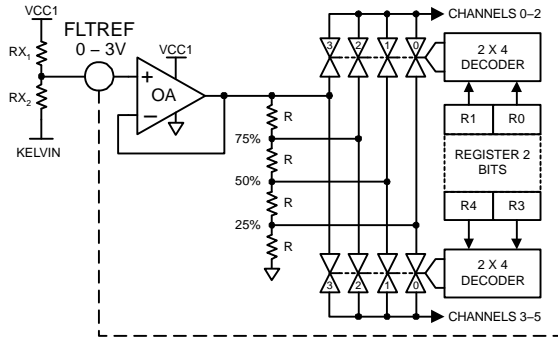 VCC1
FLTREF
0 – 3V
RX1
RX2
KELVIN
VCC1
+
OA
–
R
75%
R
50%
R
25%
R
3
2
1
0
CHANNELS 0–2
2 X 4
DECODER
R1
R0
REGISTER 2
BITS
R4
R3
2 X 4
DECODER
3
2
1
0
CHANNELS 3–5